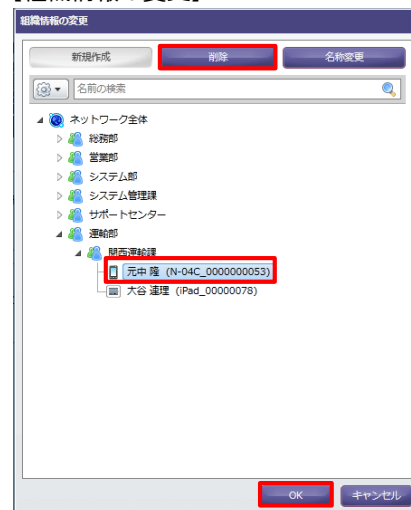 組織情報の変更
新規作成 削除 名称変更
名前の検索
ネットワーク全体
総務部
営業部
システム部
システム管理課
サポートセンター
運輸部
関西運輸課
元中 隆 (N-04C_0000000053)
大谷 連理 (iPad_00000078)
OK キャンセル